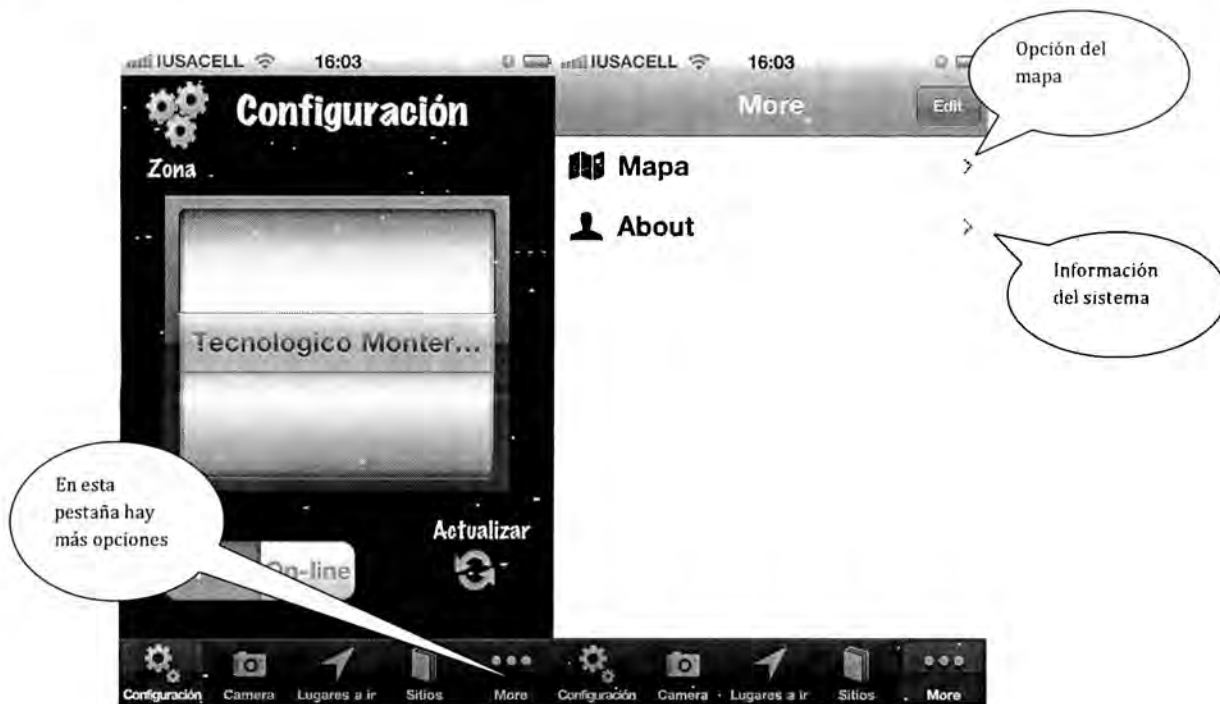 IUSACELL 16:03
Configuración
Zona
Tecnologico Monter...
On-line
Actualizar
Configuración Camera Lugares a ir Sitios More
En esta
pestaña hay
más opciones
IUSACELL 16:03
More
Edit
Mapa
About
Configuración Camera Lugares a ir Sitios More
Opción del
mapa
Información
del sistema